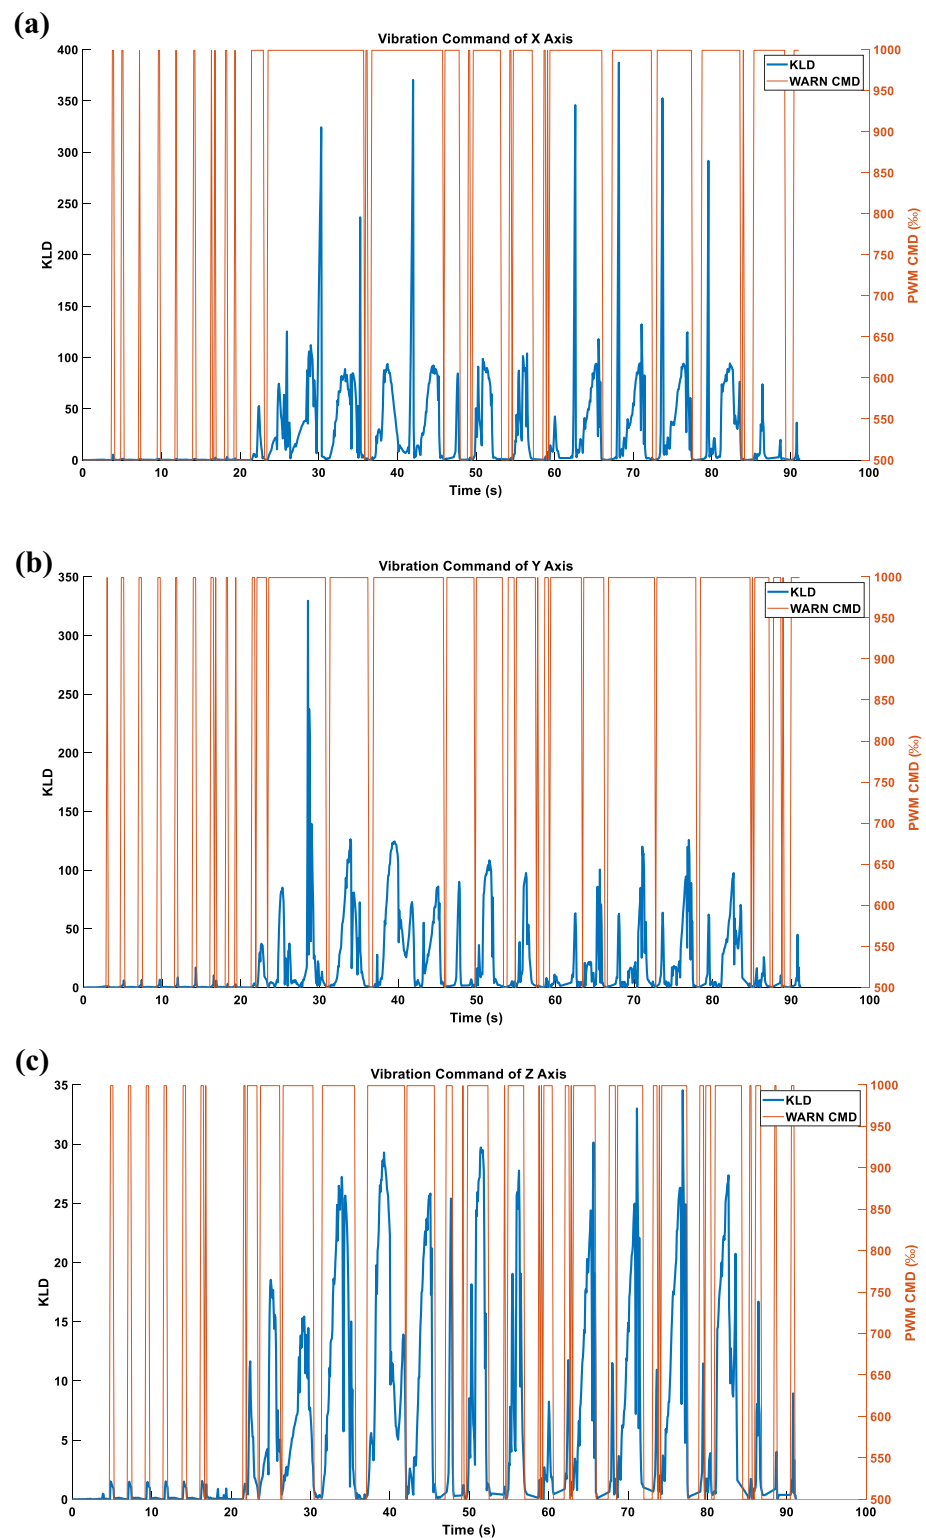 (a)
Vibration Command of X Axis
400
350
300
250
200
150
100
50
0
KLD
1000
950
900
850
800
750
700
650
600
550
500
PWM CMD (‰)
KLD
WARN CMD
0 10 20 30 40 50 60 70 80 90 100
Time (s)
(b)
Vibration Command of Y Axis
350
300
250
200
150
100
50
0
KLD
1000
950
900
850
800
750
700
650
600
550
500
PWM CMD (‰)
KLD
WARN CMD
0 10 20 30 40 50 60 70 80 90 100
Time (s)
(c)
Vibration Command of Z Axis
35
30
25
20
15
10
5
0
KLD
1000
950
900
850
800
750
700
650
600
550
500
PWM CMD (‰)
KLD
WARN CMD
0 10 20 30 40 50 60 70 80 90 100
Time (s)